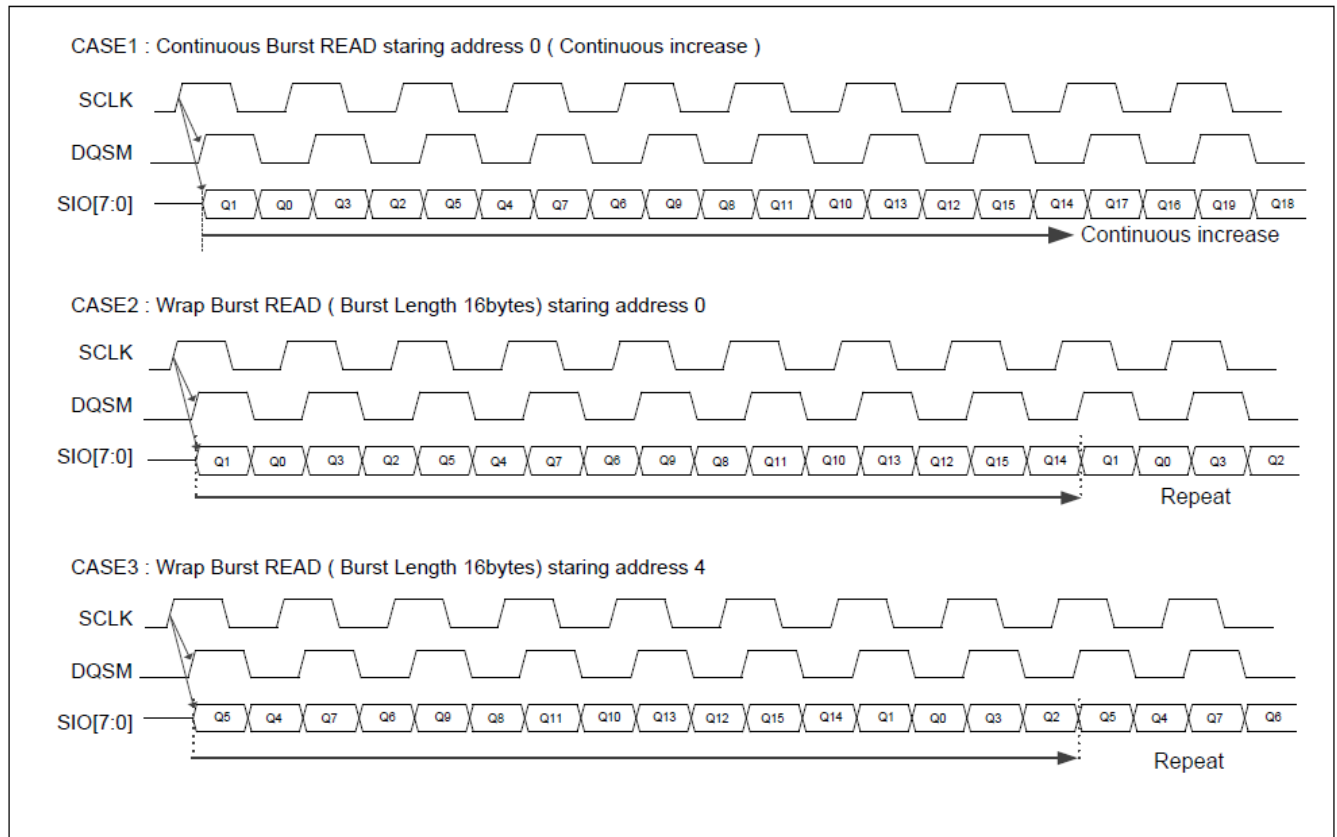 CASE1 : Continuous Burst READ staring address 0 ( Continuous increase )
SCLK
DQSM
SIO[7:0] Q1 Q0 Q3 Q2 Q5 Q4 Q7 Q6 Q9 Q8 Q11 Q10 Q13 Q12 Q15 Q14 Q17 Q16 Q19 Q18
Continuous increase
CASE2 : Wrap Burst READ ( Burst Length 16bytes) staring address 0
SCLK
DQSM
SIO[7:0] Q1 Q0 Q3 Q2 Q5 Q4 Q7 Q6 Q9 Q8 Q11 Q10 Q13 Q12 Q15 Q14 Q1 Q0 Q3 Q2
Repeat
CASE3 : Wrap Burst READ ( Burst Length 16bytes) staring address 4
SCLK
DQSM
SIO[7:0] Q5 Q4 Q7 Q6 Q9 Q8 Q11 Q10 Q13 Q12 Q15 Q14 Q1 Q0 Q3 Q2 Q5 Q4 Q7 Q6
Repeat